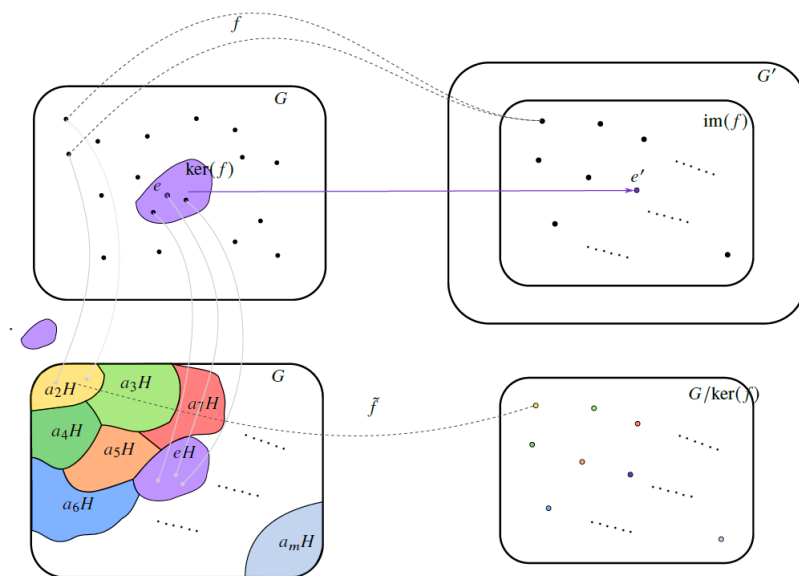 f
G
G′
im(f)
ker(f)
e
e′
G
a₂H
a₃H
a₇H
a₄H
a₅H
eH
a₆H
aₘH
f̃
G/ker(f)